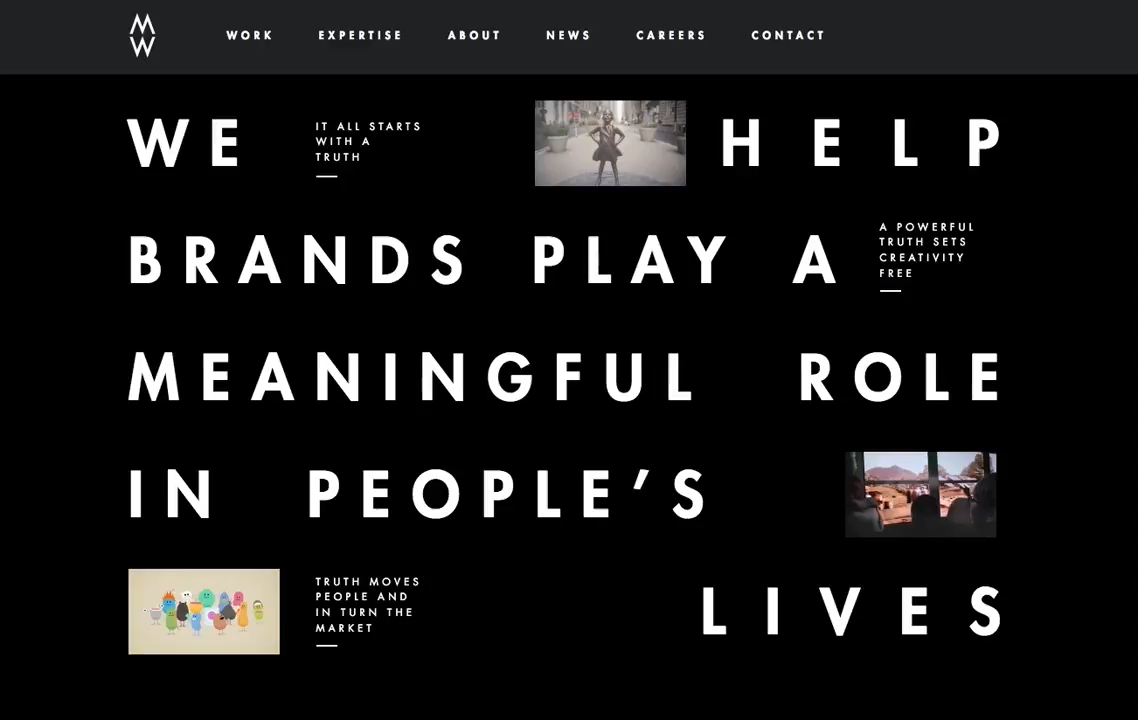 M
W
WORK EXPERTISE ABOUT NEWS CAREERS CONTACT
WE
IT ALL STARTS
WITH A
TRUTH
HELP
BRANDS PLAY A
A POWERFUL
TRUTH SETS
CREATIVITY
FREE
MEANINGFUL ROLE
IN PEOPLE’S
TRUTH MOVES
PEOPLE AND
IN TURN THE
MARKET
LIVES